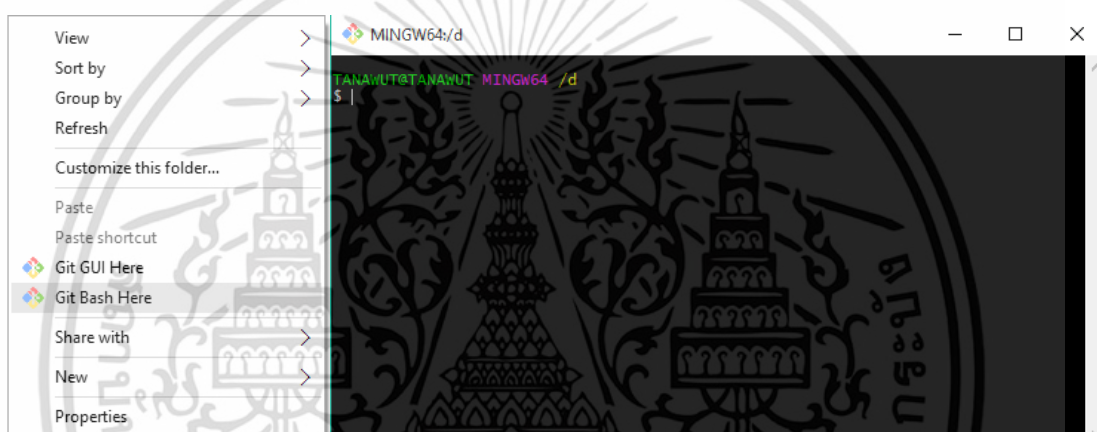 View
Sort by
Group by
Refresh
Customize this folder...
Paste
Paste shortcut
Git GUI Here
Git Bash Here
Share with
New
Properties
MINGW64:/d
TANAWUT@TANAWUT MINGW64 /d
$